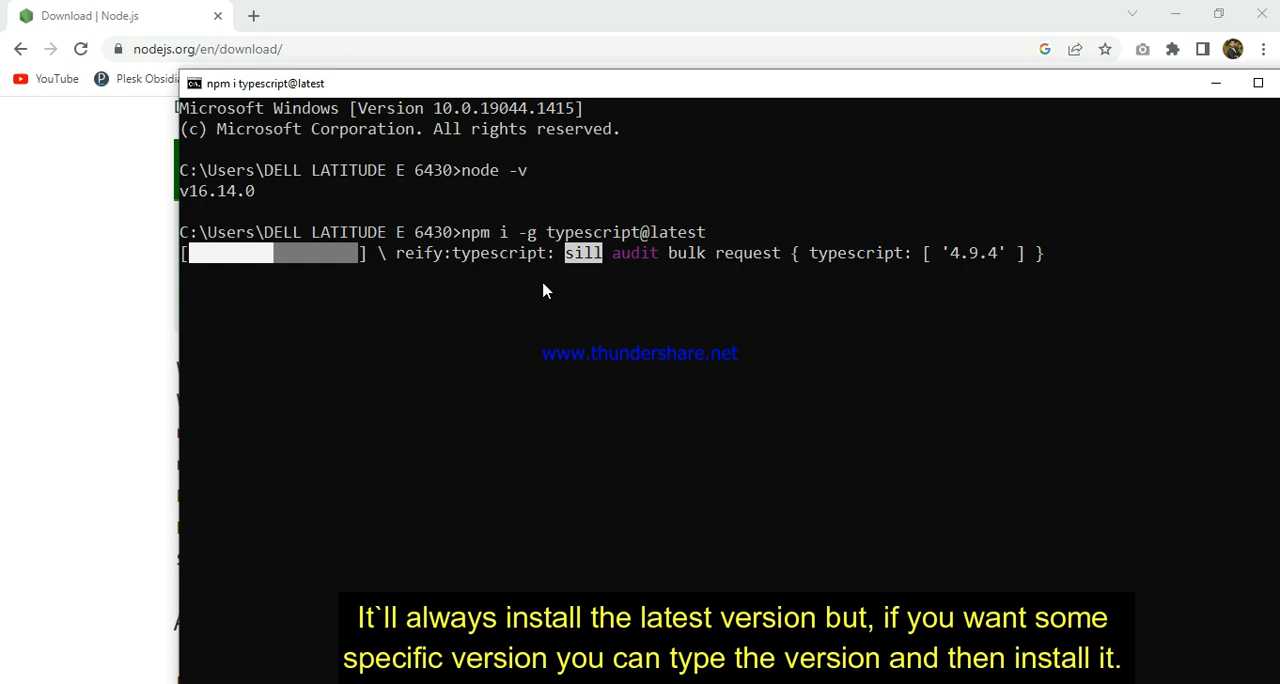 Download | Node.js
nodejs.org/en/download/
YouTube
Plesk Obsidi
npm i typescript@latest
Microsoft Windows [Version 10.0.19044.1415]
(c) Microsoft Corporation. All rights reserved.
C:\Users\DELL LATITUDE E 6430>node -v
v16.14.0
C:\Users\DELL LATITUDE E 6430>npm i -g typescript@latest
[ ] \ reify:typescript: sill audit bulk request { typescript: [ '4.9.4' ] }
www.thundershare.net
It`ll always install the latest version but, if you want some
specific version you can type the version and then install it.